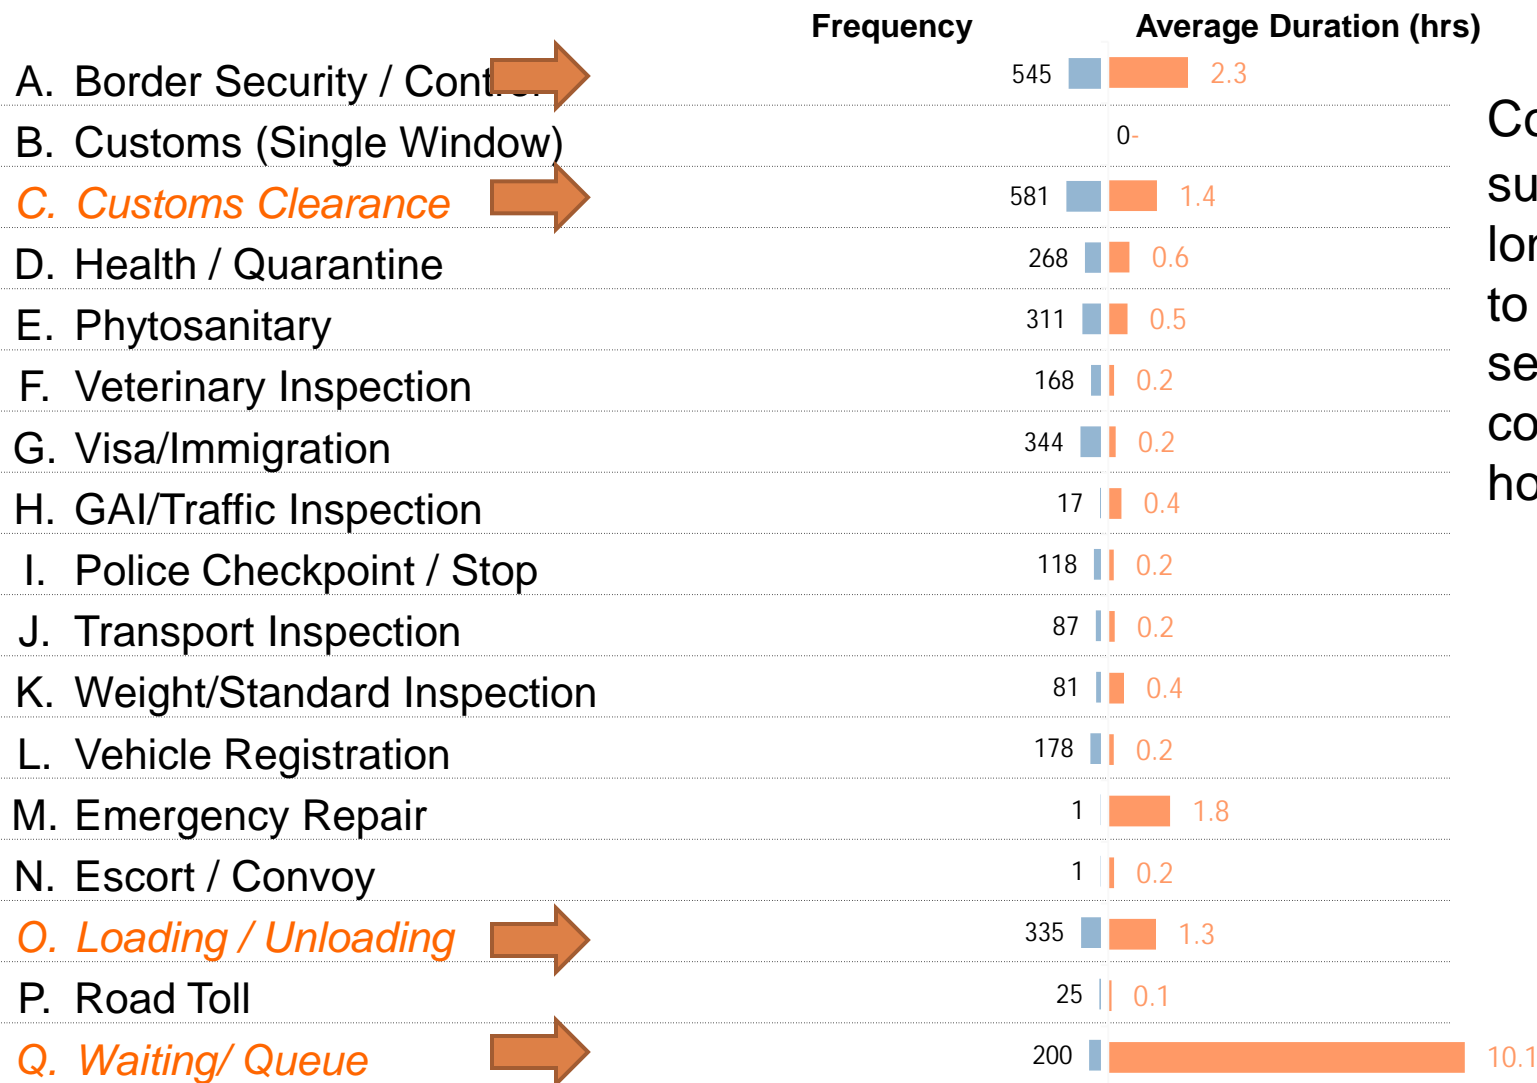 Frequency Average Duration (hrs)
A. Border Security / Control 545 2.3
B. Customs (Single Window) 0 -
C. Customs Clearance 581 1.4
D. Health / Quarantine 268 0.6
E. Phytosanitary 311 0.5
F. Veterinary Inspection 168 0.2
G. Visa/Immigration 344 0.2
H. GAI/Traffic Inspection 17 0.4
I. Police Checkpoint / Stop 118 0.2
J. Transport Inspection 87 0.2
K. Weight/Standard Inspection 81 0.4
L. Vehicle Registration 178 0.2
M. Emergency Repair 1 1.8
N. Escort / Convoy 1 0.2
O. Loading / Unloading 335 1.3
P. Road Toll 25 0.1
Q. Waiting/ Queue 200 10.1
to